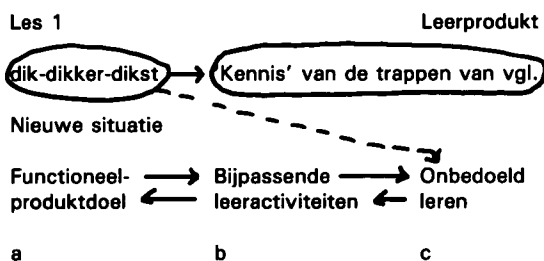 Les 1 Leerprodukt
dik-dikker-dikst Kennis' van de trappen van vgl.
Nieuwe situatie
Functioneel- Bijpassende Onbedoeld
produktdoel leeractiviteiten leren
a b c